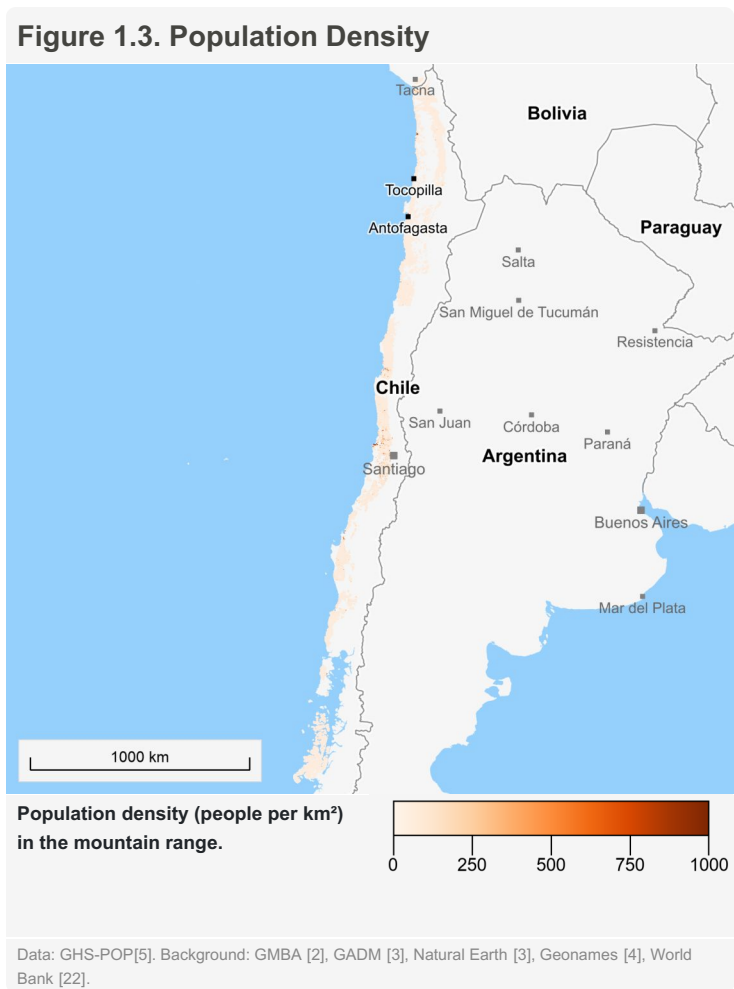 Figure 1.3. Population Density
Tacna
Bolivia
Tocopilla
Paraguay
Antofagasta
Salta
San Miguel de Tucumán
Resistencia
Chile
San Juan
Córdoba
Paraná
Argentina
Santiago
Buenos Aires
Mar del Plata
1000 km
Population density (people per km²)
in the mountain range.
0 250 500 750 1000
Data: GHS-POP[5]. Background: GMBA [2], GADM [3], Natural Earth [3], Geonames [4], World
Bank [22].